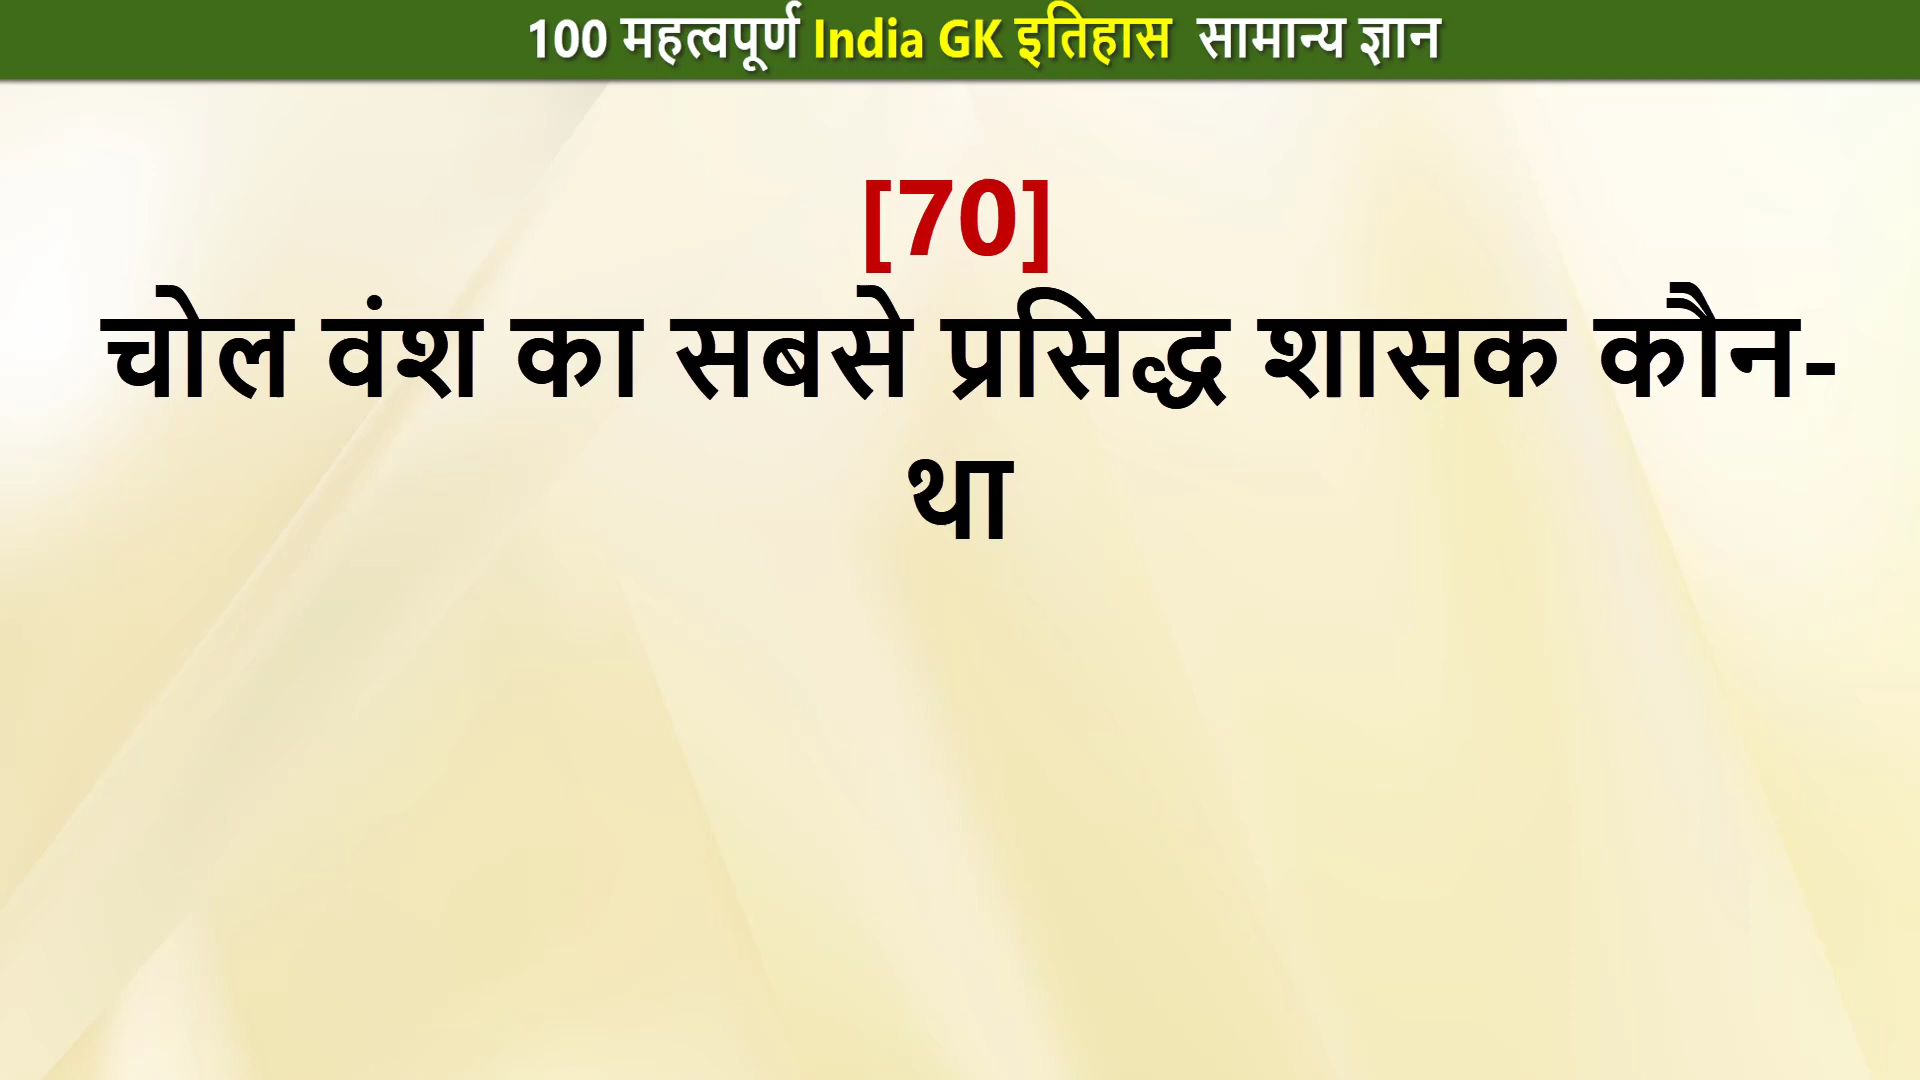 100 महत्वपूर्ण India GK इतिहास सामान्य ज्ञान
[70]
चोल वंश का सबसे प्रसिद्ध शासक कौन-
था